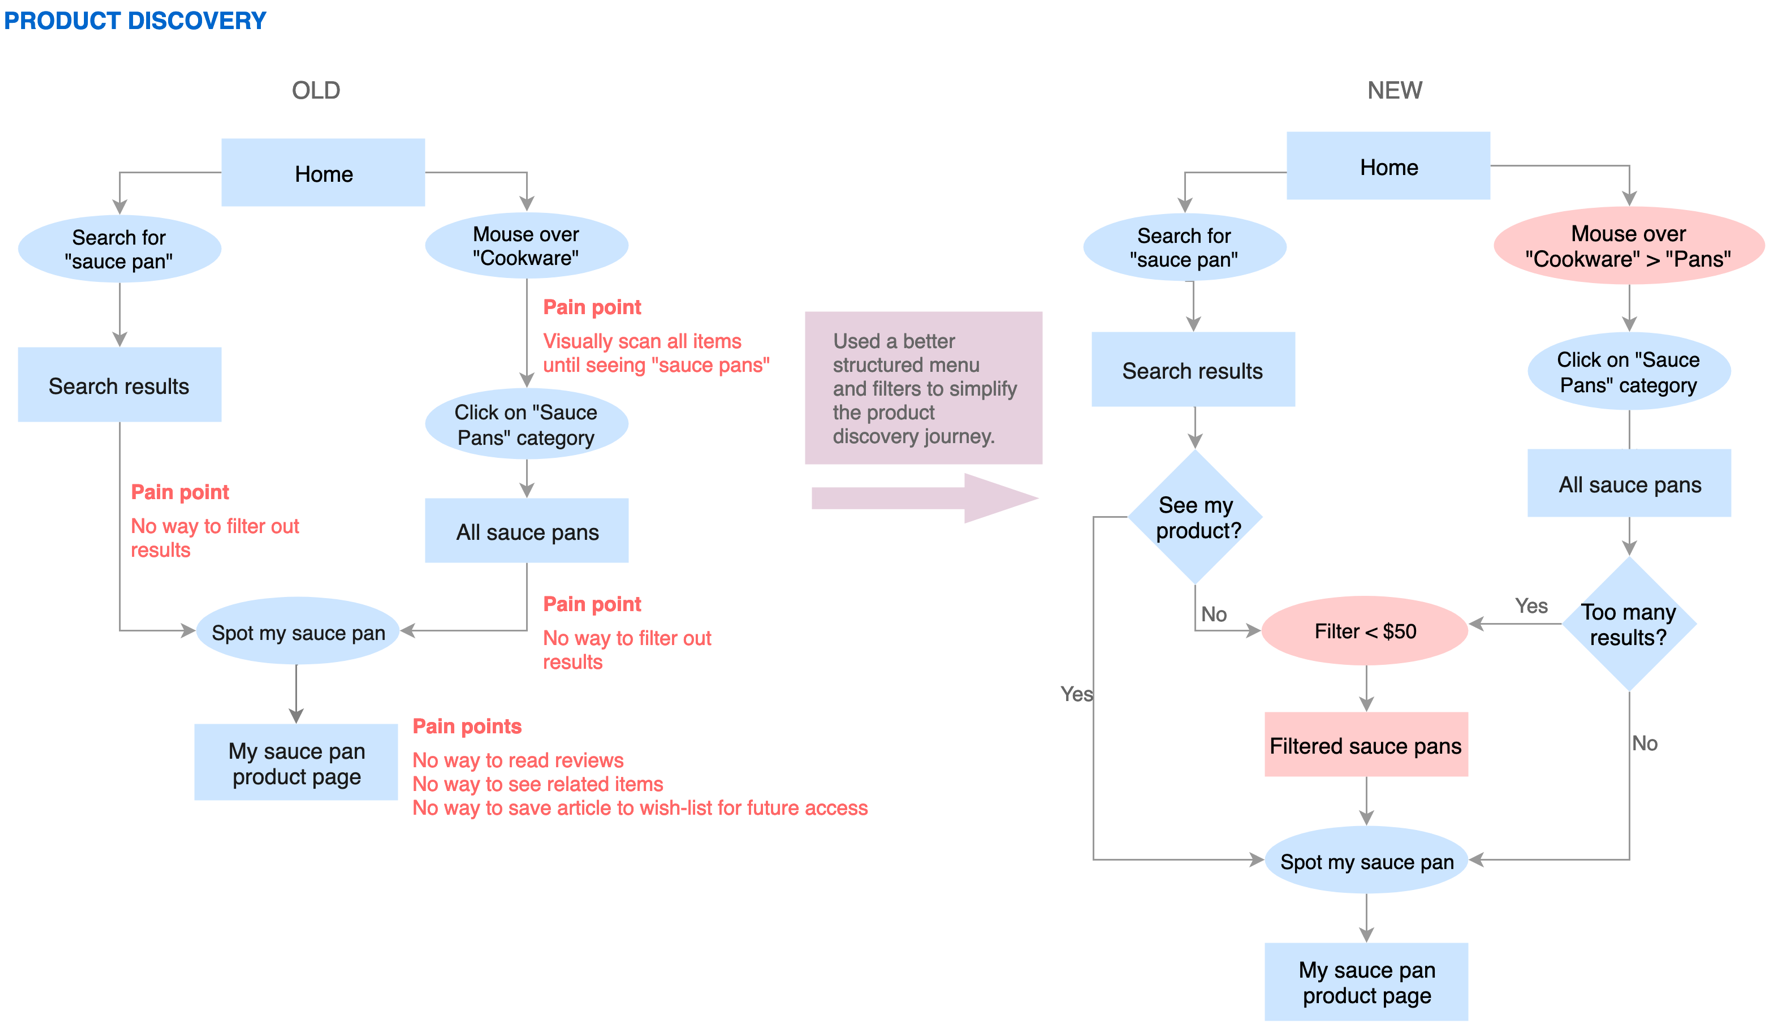 PRODUCT DISCOVERY
OLD
Home
Search for
"sauce pan"
Mouse over
"Cookware"
Pain point
Visually scan all items
until seeing "sauce pans"
Search results
Click on "Sauce
Pans" category
Pain point
No way to filter out
results
All sauce pans
Pain point
No way to filter out
results
Spot my sauce pan
My sauce pan
product page
Pain points
No way to read reviews
No way to see related items
No way to save article to wish-list for future access
Used a better
structured menu
and filters to simplify
the product
discovery journey.
NEW
Home
Search for
"sauce pan"
Mouse over
"Cookware" > "Pans"
Search results
Click on "Sauce
Pans" category
See my
product?
All sauce pans
No
Filter < $50
Yes
Too many
results?
Yes
Filtered sauce pans
No
Spot my sauce pan
My sauce pan
product page